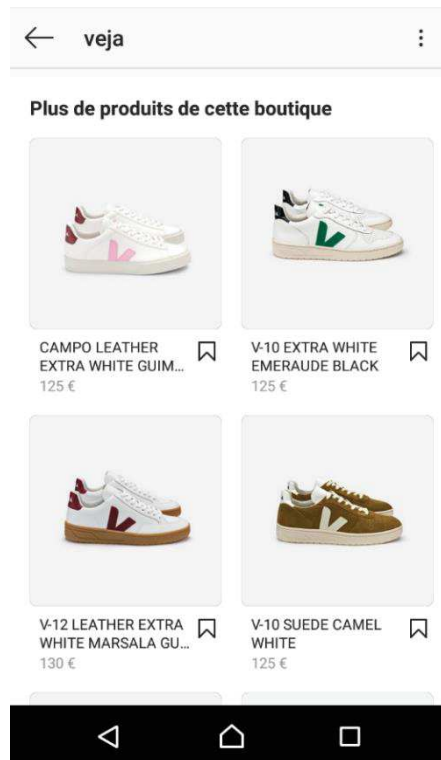 veja
Plus de produits de cette boutique
CAMPO LEATHER
EXTRA WHITE GUIM...
125 €
V-10 EXTRA WHITE
EMERAUDE BLACK
125 €
V-12 LEATHER EXTRA
WHITE MARSALA GU...
130 €
V-10 SUEDE CAMEL
WHITE
125 €